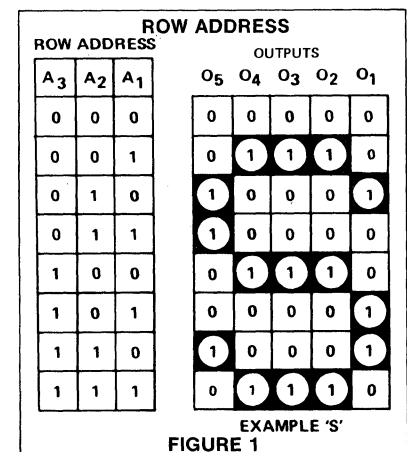 ROW ADDRESS
ROW ADDRESS OUTPUTS
A3 A2 A1 O5 O4 O3 O2 O1
0 0 0 0 0 0 0 0
0 0 1 0 1 1 1 0
0 1 0 1 0 0 0 1
0 1 1 1 0 0 0 0
1 0 0 0 1 1 1 0
1 0 1 0 0 0 0 1
1 1 0 1 0 0 0 1
1 1 1 0 1 1 1 0
EXAMPLE 'S'
FIGURE 1